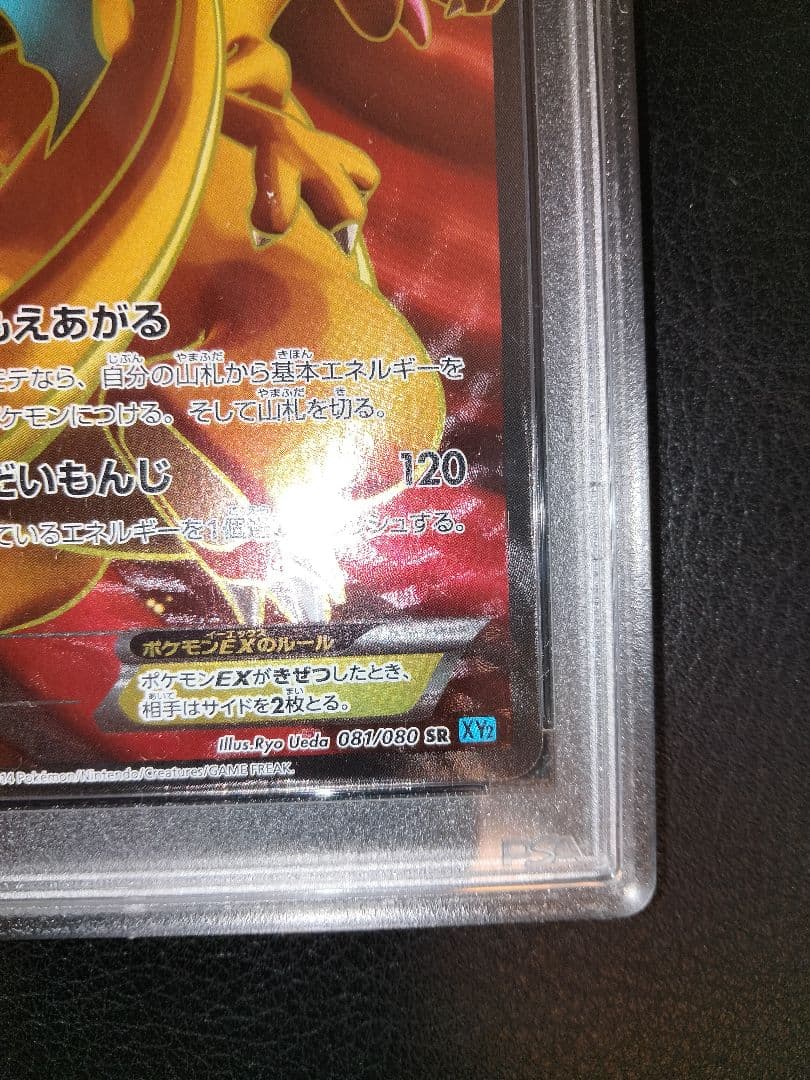 もえあがる
モテなら、自分の山札から基本エネルギーを
ケモンにつける。そして山札を切る。
だいもんじ 120
ているエネルギーを1個 シュする。
ポケモンEXのルール
ポケモンEXがきぜつしたとき、
相手はサイドを2枚とる。
Illus.Ryo Ueda 081/080 SR XY2
14 Pokémon/Nintendo/Creatures/GAME FREAK.
PSA